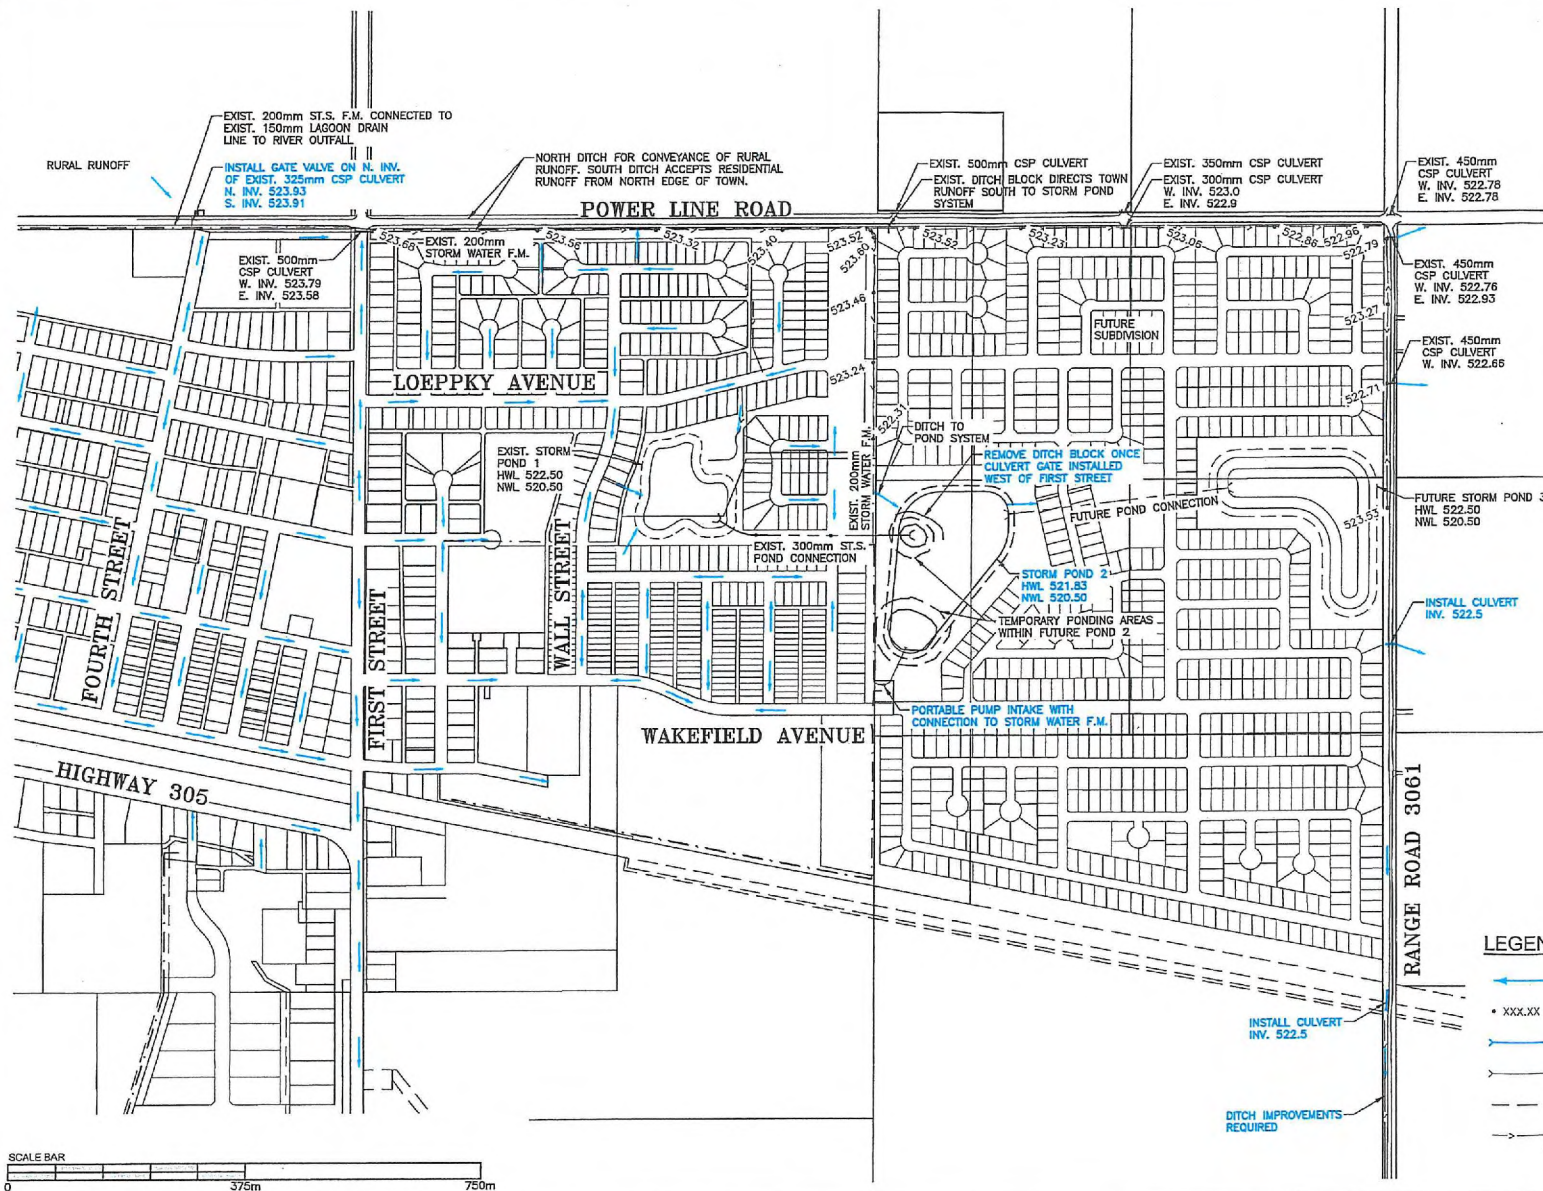 EXIST. 200mm ST.S. F.M. CONNECTED TO
EXIST. 150mm LAGOON DRAIN
LINE TO RIVER OUTFALL
RURAL RUNOFF
INSTALL GATE VALVE ON N. INV.
OF EXIST. 325mm CSP CULVERT
N. INV. 523.93
S. INV. 523.91
NORTH DITCH FOR CONVEYANCE OF RURAL
RUNOFF. SOUTH DITCH ACCEPTS RESIDENTIAL
RUNOFF FROM NORTH EDGE OF TOWN.
EXIST. 500mm CSP CULVERT
EXIST. DITCH BLOCK DIRECTS TOWN
RUNOFF SOUTH TO STORM POND
SYSTEM
EXIST. 350mm CSP CULVERT
EXIST. 300mm CSP CULVERT
W. INV. 523.0
E. INV. 522.9
EXIST. 450mm
CSP CULVERT
W. INV. 522.78
E. INV. 522.78
POWER LINE ROAD
523.68
EXIST. 200mm
STORM WATER F.M.
523.56
523.32
523.40
523.52
523.60
523.52
523.23
523.05
522.86
522.96
522.79
EXIST. 500mm
CSP CULVERT
W. INV. 523.79
E. INV. 523.58
EXIST. 450mm
CSP CULVERT
W. INV. 522.76
E. INV. 522.93
523.46
523.27
FUTURE
SUBDIVISION
EXIST. 450mm
CSP CULVERT
W. INV. 522.66
523.24
522.71
LOEPPKY AVENUE
522.31
DITCH TO
POND SYSTEM
EXIST. STORM
POND 1
HWL 522.50
NWL 520.50
REMOVE DITCH BLOCK ONCE
CULVERT GATE INSTALLED
WEST OF FIRST STREET
EXIST. 200mm
STORM WATER F.M.
FUTURE POND CONNECTION
523.53
FUTURE STORM POND 3
HWL 522.50
NWL 520.50
EXIST. 300mm ST.S.
POND CONNECTION
STORM POND 2
HWL 521.83
NWL 520.50
INSTALL CULVERT
INV. 522.5
TEMPORARY PONDING AREAS
WITHIN FUTURE POND 2
FOURTH STREET
FIRST STREET
WALL STREET
PORTABLE PUMP INTAKE WITH
CONNECTION TO STORM WATER F.M.
WAKEFIELD AVENUE
HIGHWAY 305
RANGE ROAD 3061
LEGEN
XXX.XX
INSTALL CULVERT
INV. 522.5
DITCH IMPROVEMENTS
REQUIRED
SCALE BAR
0 375m 750m